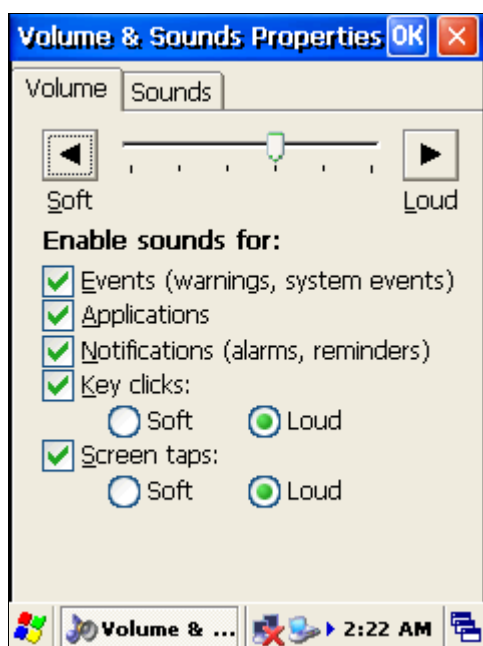 Volume & Sounds Properties OK
Volume Sounds
Soft Loud
Enable sounds for:
Events (warnings, system events)
Applications
Notifications (alarms, reminders)
Key clicks:
Soft Loud
Screen taps:
Soft Loud
Volume & ... 2:22 AM